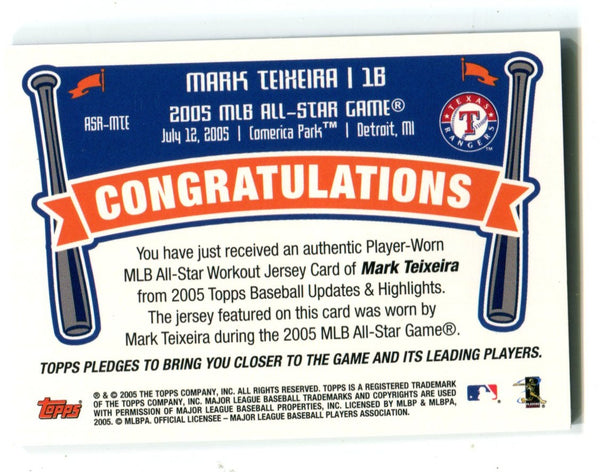 MARK TEIXEIRA | 1B
ASR-MTE
2005 MLB ALL-STAR GAME®
July 12, 2005 | Comerica Park™ | Detroit, MI
TEXAS
T
RANGERS
™
CONGRATULATIONS
You have just received an authentic Player-Worn
MLB All-Star Workout Jersey Card of Mark Teixeira
from 2005 Topps Baseball Updates & Highlights.
The jersey featured on this card was worn by
Mark Teixeira during the 2005 MLB All-Star Game®.
TOPPS PLEDGES TO BRING YOU CLOSER TO THE GAME AND ITS LEADING PLAYERS.
Topps
® & © 2005 THE TOPPS COMPANY, INC. ALL RIGHTS RESERVED. TOPPS IS A REGISTERED TRADEMARK
OF THE TOPPS COMPANY, INC. MAJOR LEAGUE BASEBALL TRADEMARKS AND COPYRIGHTS ARE USED
WITH PERMISSION OF MAJOR LEAGUE BASEBALL PROPERTIES, INC. LICENSED BY MLBP & MLBPA,
2005. © MLBPA. OFFICIAL LICENSEE – MAJOR LEAGUE BASEBALL PLAYERS ASSOCIATION.